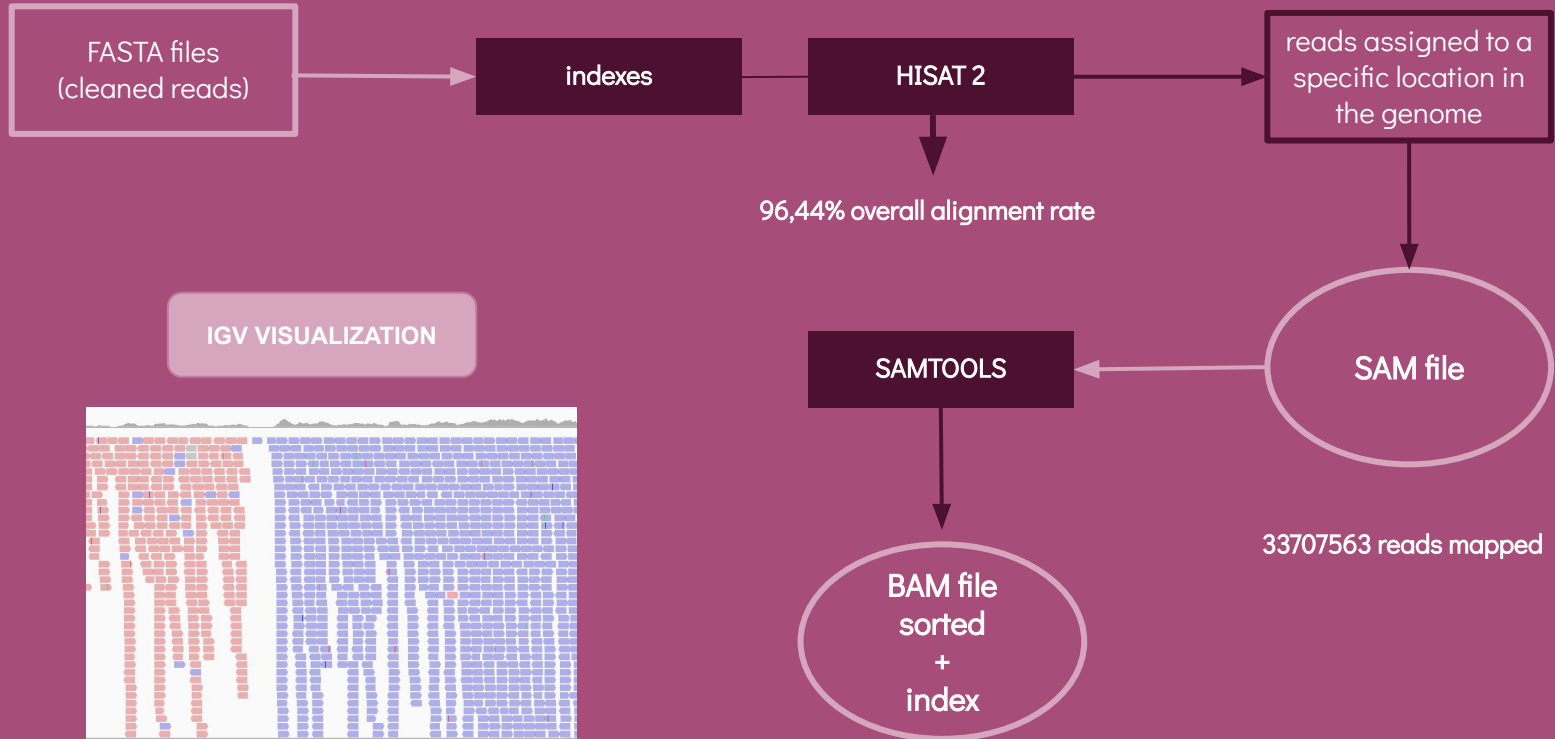 FASTA files
(cleaned reads)
indexes
HISAT 2
reads assigned to a
specific location in
the genome
96,44% overall alignment rate
IGV VISUALIZATION
SAMTOOLS
SAM file
33707563 reads mapped
BAM file
sorted
+
index